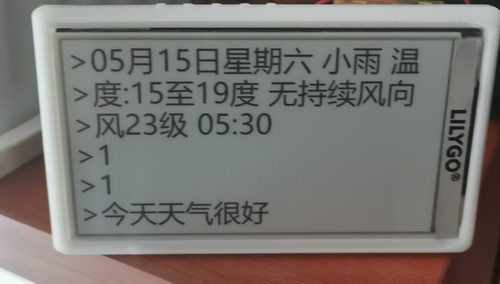 >05月15日星期六 小雨 温
>度:15至19度 无持续风向
>风23级 05:30
>1
>1
>今天天气很好
LILYGO®